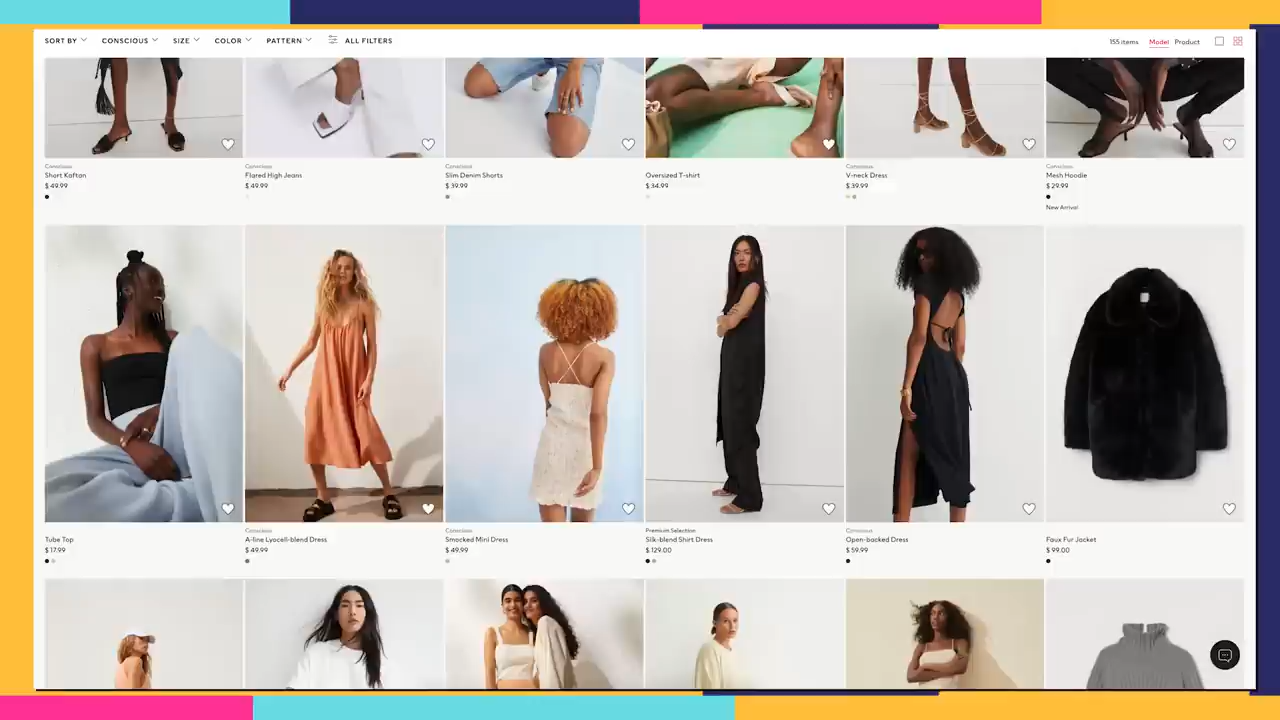 SORT BY CONSCIOUS SIZE COLOR PATTERN ALL FILTERS
155 items Model Product
Conscious Conscious Conscious Conscious Conscious
Short Kaftan Flared High Jeans Slim Denim Shorts Oversized T-shirt V-neck Dress Mesh Hoodie
$ 49.99 $ 49.99 $ 39.99 $ 34.99 $ 39.99 $ 29.99
New Arrival
Conscious Conscious Premium Selection Conscious
Tube Top A-line Lyocell-blend Dress Smocked Mini Dress Silk-blend Shirt Dress Open-backed Dress Faux Fur Jacket
$ 17.99 $ 49.99 $ 49.99 $ 129.00 $ 59.99 $ 99.00